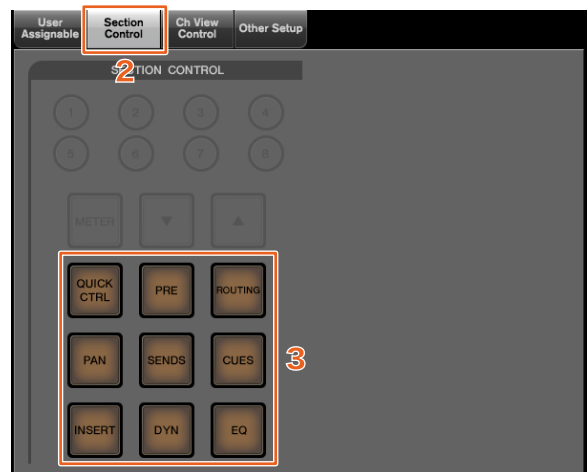 User
Assignable
Section
Control
Ch View
Control
Other Setup
2
SECTION CONTROL
1
2
3
4
5
6
7
8
METER
▼
▲
QUICK
CTRL
PRE
ROUTING
PAN
SENDS
CUES
3
INSERT
DYN
EQ